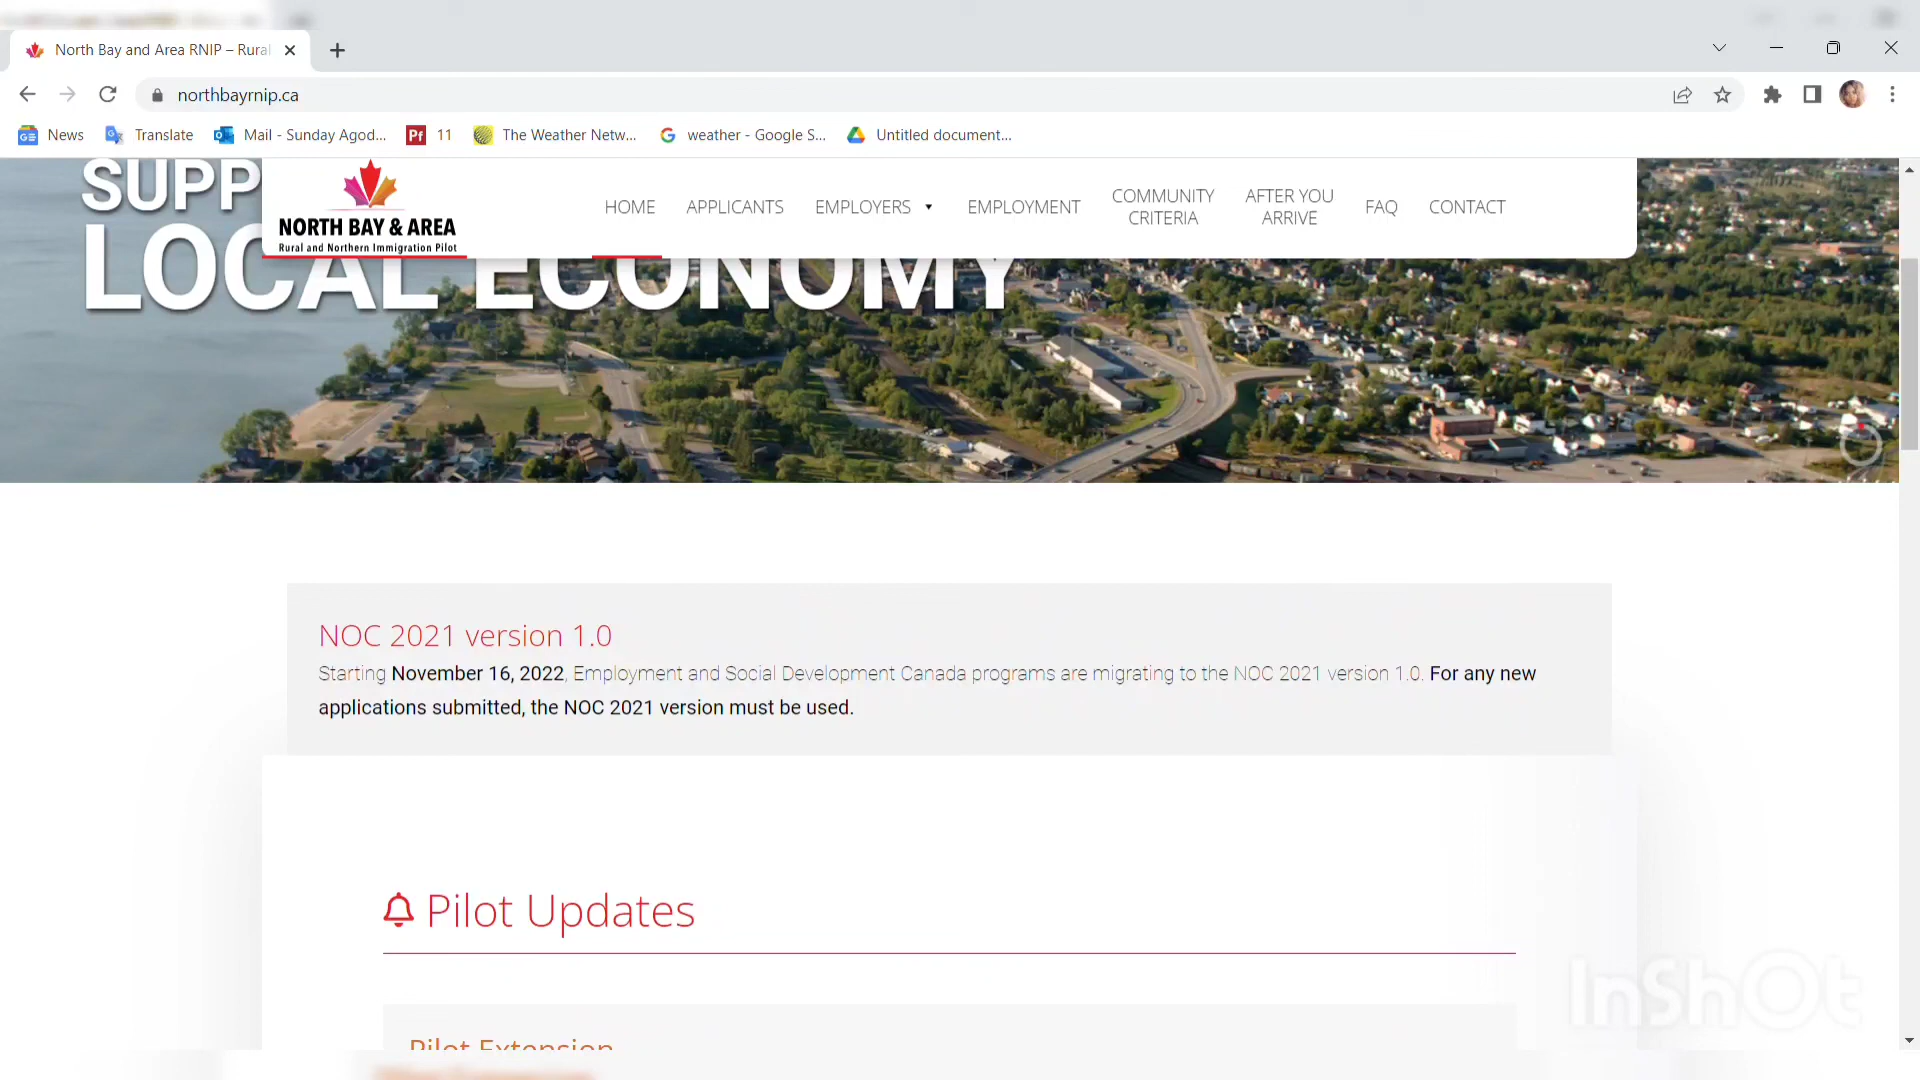 North Bay and Area RNIP – Rural
northbayrnip.ca
News Translate Mail - Sunday Agod... Pf 11 The Weather Netw... weather - Google S... Untitled document...
SUPP
LOCAL ECONOMY
NORTH BAY & AREA
Rural and Northern Immigration Pilot
HOME APPLICANTS EMPLOYERS EMPLOYMENT COMMUNITY CRITERIA AFTER YOU ARRIVE FAQ CONTACT
NOC 2021 version 1.0
Starting November 16, 2022, Employment and Social Development Canada programs are migrating to the NOC 2021 version 1.0. For any new
applications submitted, the NOC 2021 version must be used.
Pilot Updates
Pilot Extension
InShOt